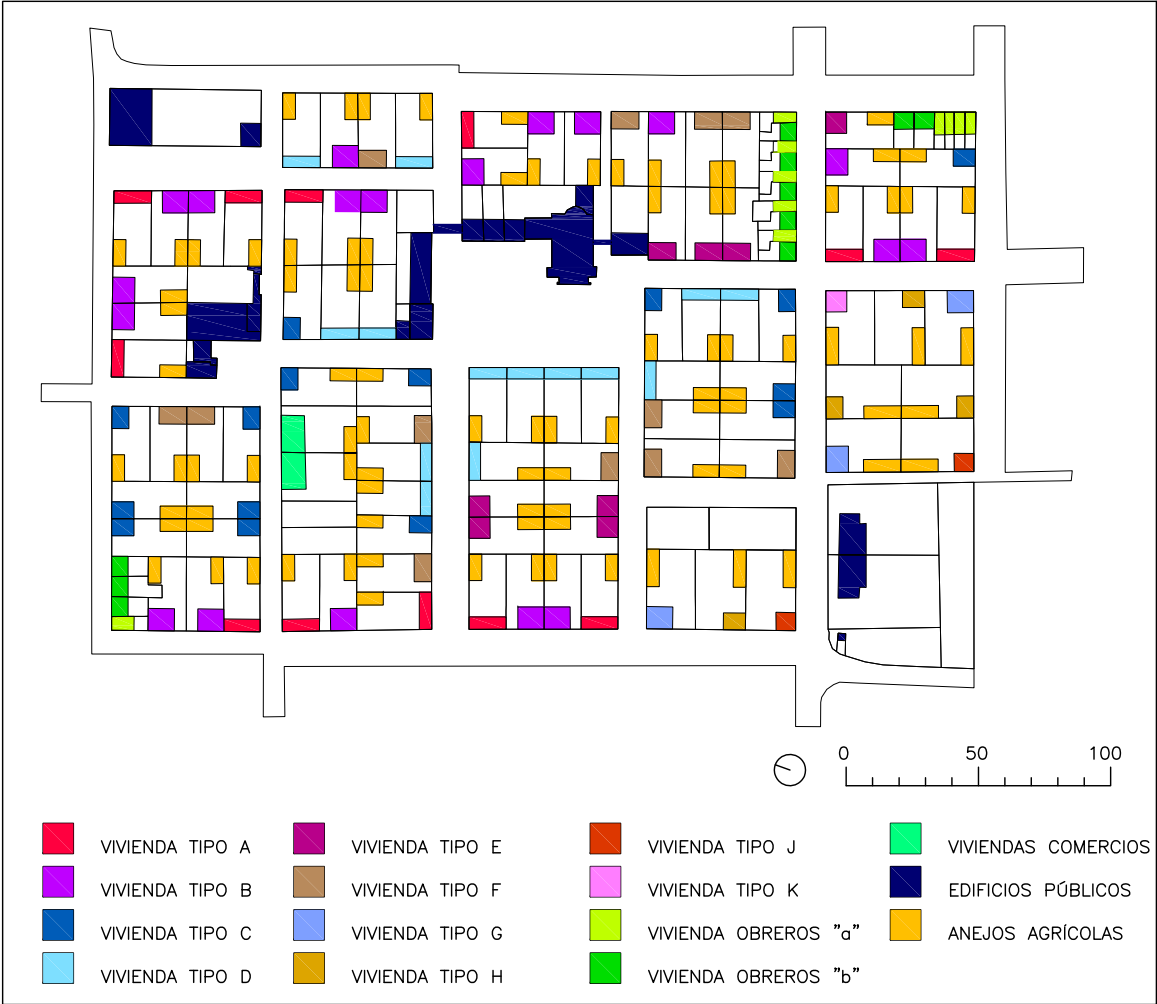 0 50 100
VIVIENDA TIPO A
VIVIENDA TIPO B
VIVIENDA TIPO C
VIVIENDA TIPO D
VIVIENDA TIPO E
VIVIENDA TIPO F
VIVIENDA TIPO G
VIVIENDA TIPO H
VIVIENDA TIPO J
VIVIENDA TIPO K
VIVIENDA OBREROS "a"
VIVIENDA OBREROS "b"
VIVIENDAS COMERCIOS
EDIFICIOS PÚBLICOS
ANEJOS AGRÍCOLAS